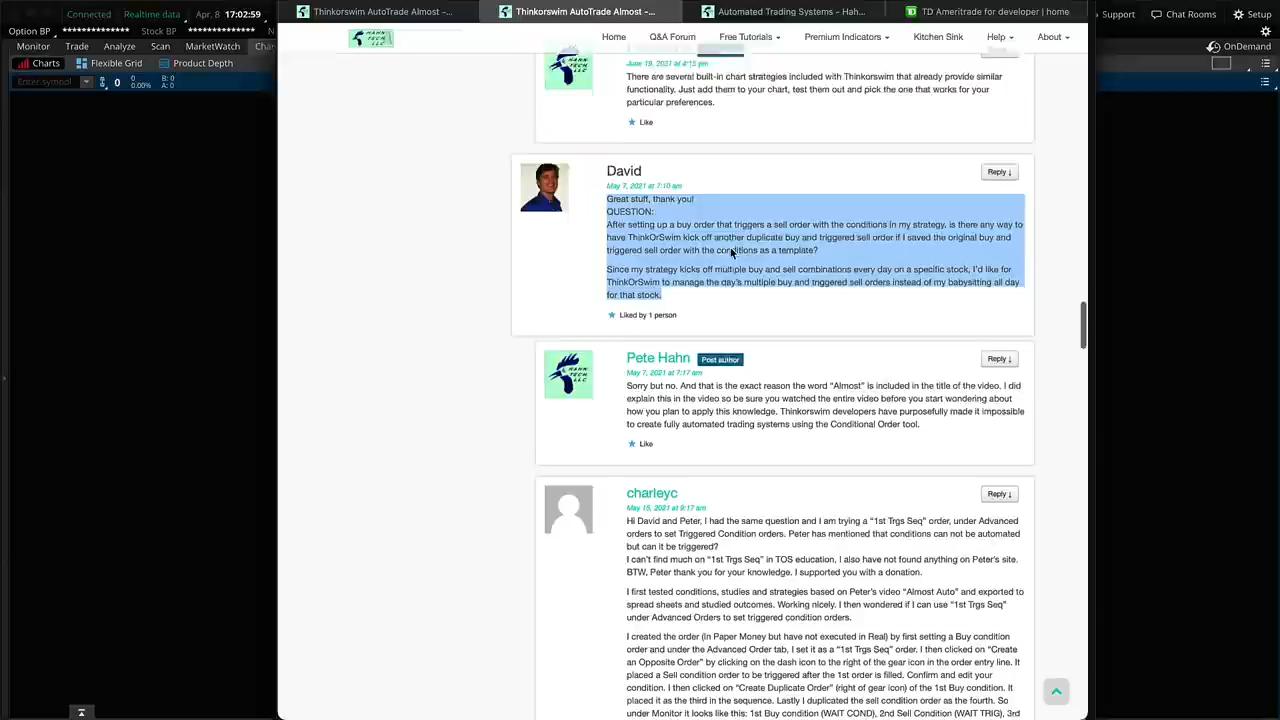 Connected Realtime data Apr. 8 17:02:59
Thinkorswim AutoTrade Almost -...
Thinkorswim AutoTrade Almost -...
Automated Trading Systems - Hah...
TD Ameritrade for developer | home
Support Chat Rooms Setup
Option BP ************** Stock BP **************
Monitor Trade Analyze Scan MarketWatch
OnDemand
Charts Flexible Grid Product Depth
Enter symbol 0 0.00% B: 0 A: 0
HAHN TECH LLC
Home Q&A Forum Free Tutorials Premium Indicators Kitchen Sink Help About
June 19, 2021 at 4:15 pm
There are several built-in chart strategies included with Thinkorswim that already provide similar
functionality. Just add them to your chart, test them out and pick the one that works for your
particular preferences.
Like
David
Reply ↓
May 7, 2021 at 7:10 am
Great stuff, thank you!
QUESTION:
After setting up a buy order that triggers a sell order with the conditions in my strategy, is there any way to
have ThinkOrSwim kick off another duplicate buy and triggered sell order if I saved the original buy and
triggered sell order with the conditions as a template?
Since my strategy kicks off multiple buy and sell combinations every day on a specific stock, I'd like for
ThinkOrSwim to manage the day's multiple buy and triggered sell orders instead of my babysitting all day
for that stock.
Liked by 1 person
HAHN TECH LLC
Pete Hahn Post author
Reply ↓
May 7, 2021 at 7:17 am
Sorry but no. And that is the exact reason the word "Almost" is included in the title of the video. I did
explain this in the video so be sure you watched the entire video before you start wondering about
how you plan to apply this knowledge. Thinkorswim developers have purposefully made it impossible
to create fully automated trading systems using the Conditional Order tool.
Like
charleyc
Reply ↓
May 15, 2021 at 9:17 am
Hi David and Peter, I had the same question and I am trying a "1st Trgs Seq" order, under Advanced
orders to set Triggered Condition orders. Peter has mentioned that conditions can not be automated
but can it be triggered?
I can't find much on "1st Trgs Seq" in TOS education, I also have not found anything on Peter's site.
BTW, Peter thank you for your knowledge. I supported you with a donation.
I first tested conditions, studies and strategies based on Peter's video "Almost Auto" and exported to
spread sheets and studied outcomes. Working nicely. I then wondered if I can use "1st Trgs Seq"
under Advanced Orders to set triggered condition orders.
I created the order (In Paper Money but have not executed in Real) by first setting a Buy condition
order and under the Advanced Order tab, I set it as a "1st Trgs Seq" order. I then clicked on "Create
an Opposite Order" by clicking on the dash icon to the right of the gear icon in the order entry line. It
placed a Sell condition order to be triggered after the 1st order is filled. Confirm and edit your
condition. I then clicked on "Create Duplicate Order" (right of gear icon) of the 1st Buy condition. It
placed it as the third in the sequence. Lastly I duplicated the sell condition order as the fourth. So
under Monitor it looks like this: 1st Buy condition (WAIT COND), 2nd Sell Condition (WAIT TRIG), 3rd